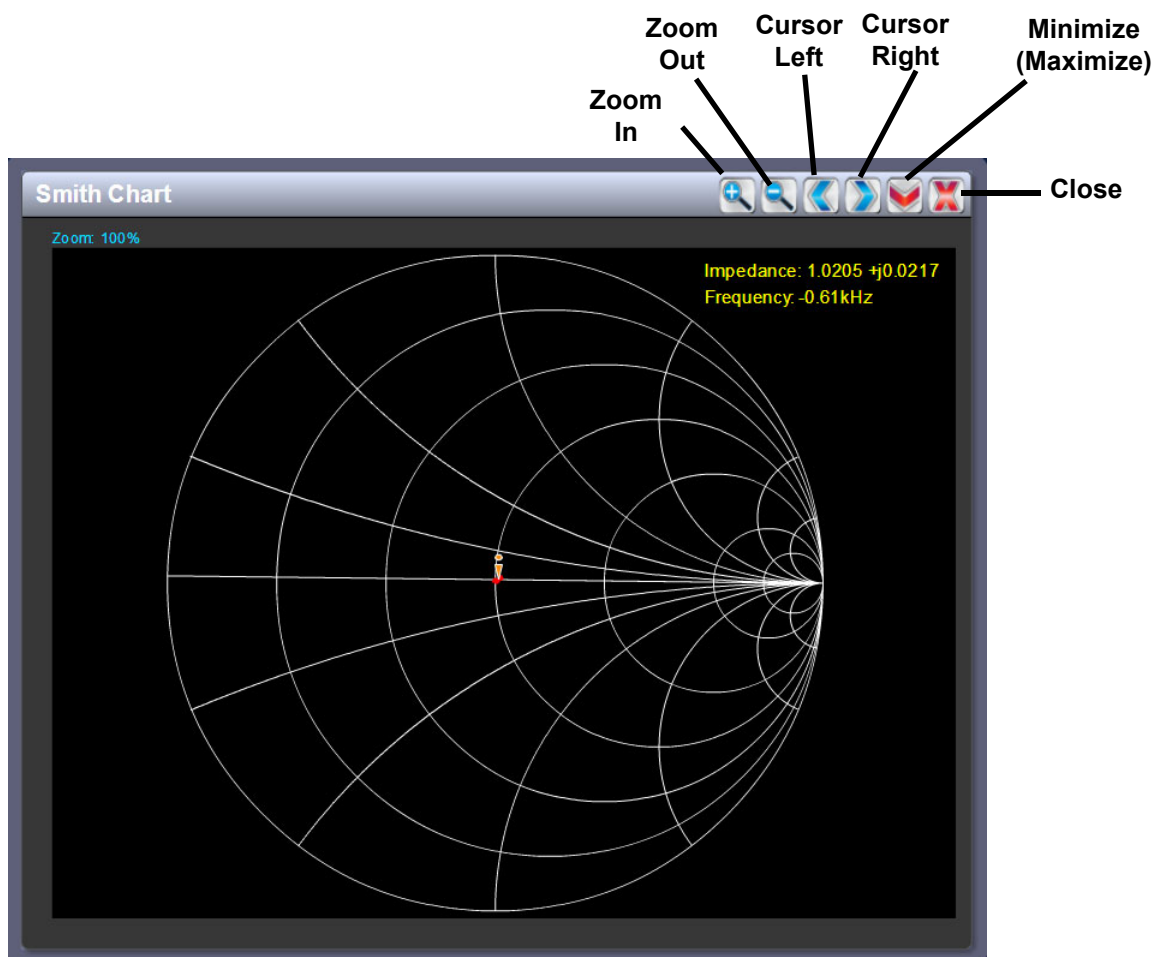 Zoom
Out
Cursor
Left
Cursor
Right
Minimize
(Maximize)
Zoom
In
Close
Smith Chart
Zoom: 100%
Impedance: 1.0205 +j0.0217
Frequency: -0.61kHz